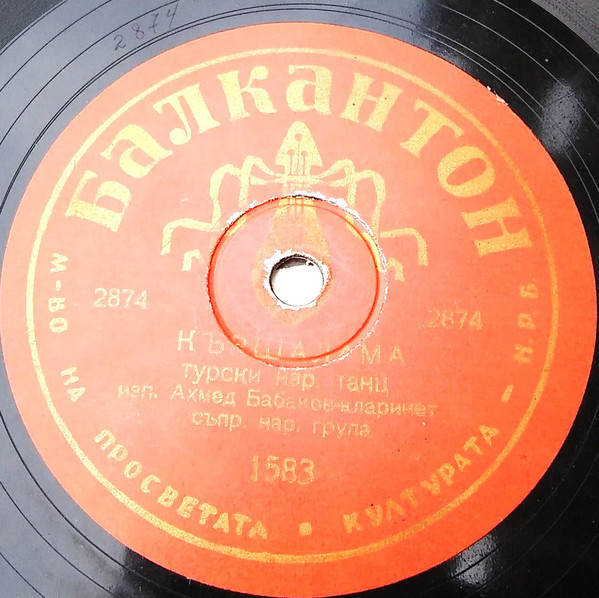 2874
БАЛКАНТОН
2874
2874
КЪРШАЛАМА
турски нар. танц
изп. Ахмед Бабаков-кларинет
съпр. нар. група
1583
М-ВО НА ПРОСВЕТАТА • КУЛТУРАТА – Н.Р.Б